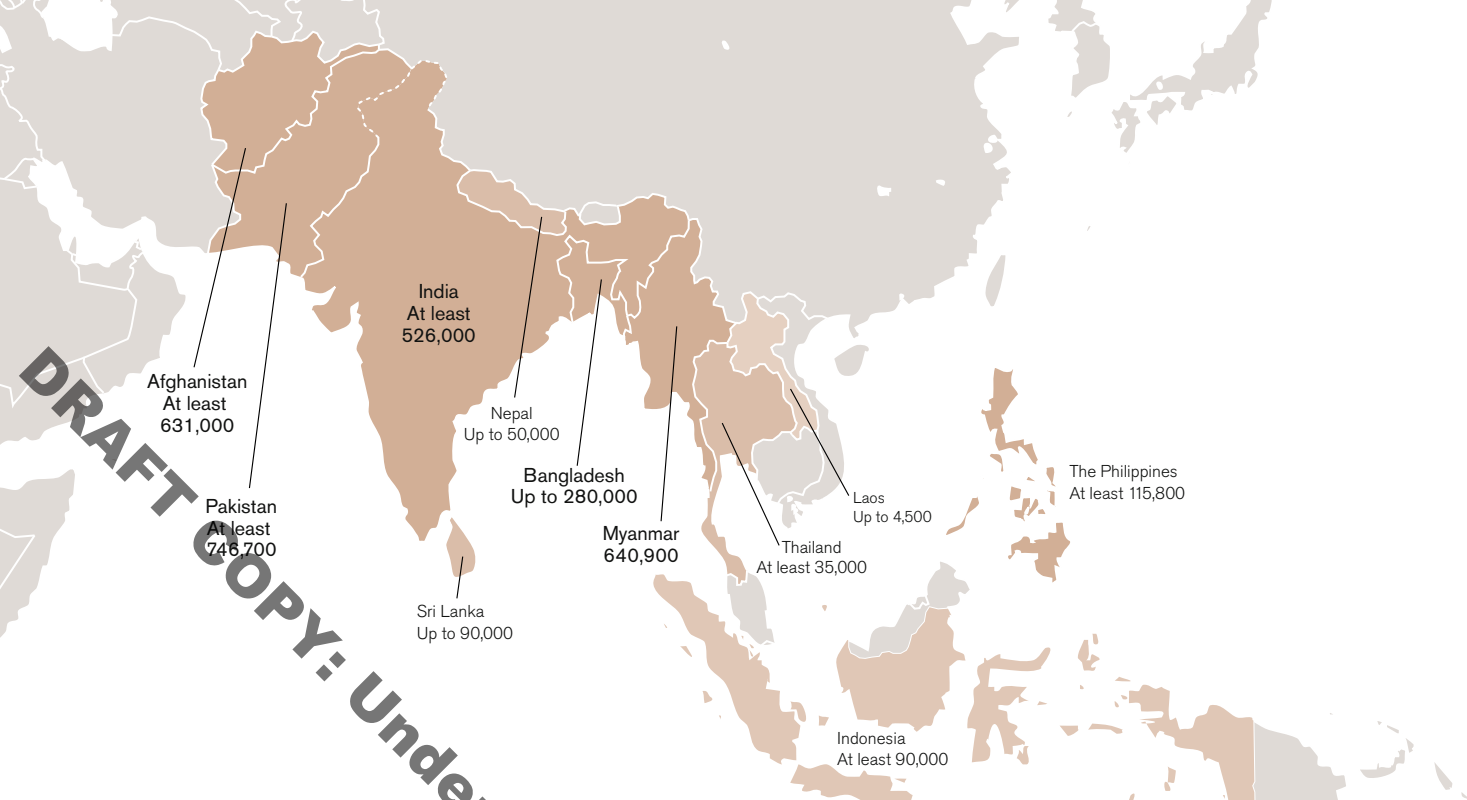 India
At least
526,000
Afghanistan
At least
631,000
Nepal
Up to 50,000
Bangladesh
Up to 280,000
The Philippines
At least 115,800
Pakistan
At least
746,700
Laos
Up to 4,500
Myanmar
640,900
Thailand
At least 35,000
Sri Lanka
Up to 90,000
Indonesia
At least 90,000
DRAFT COPY: Under